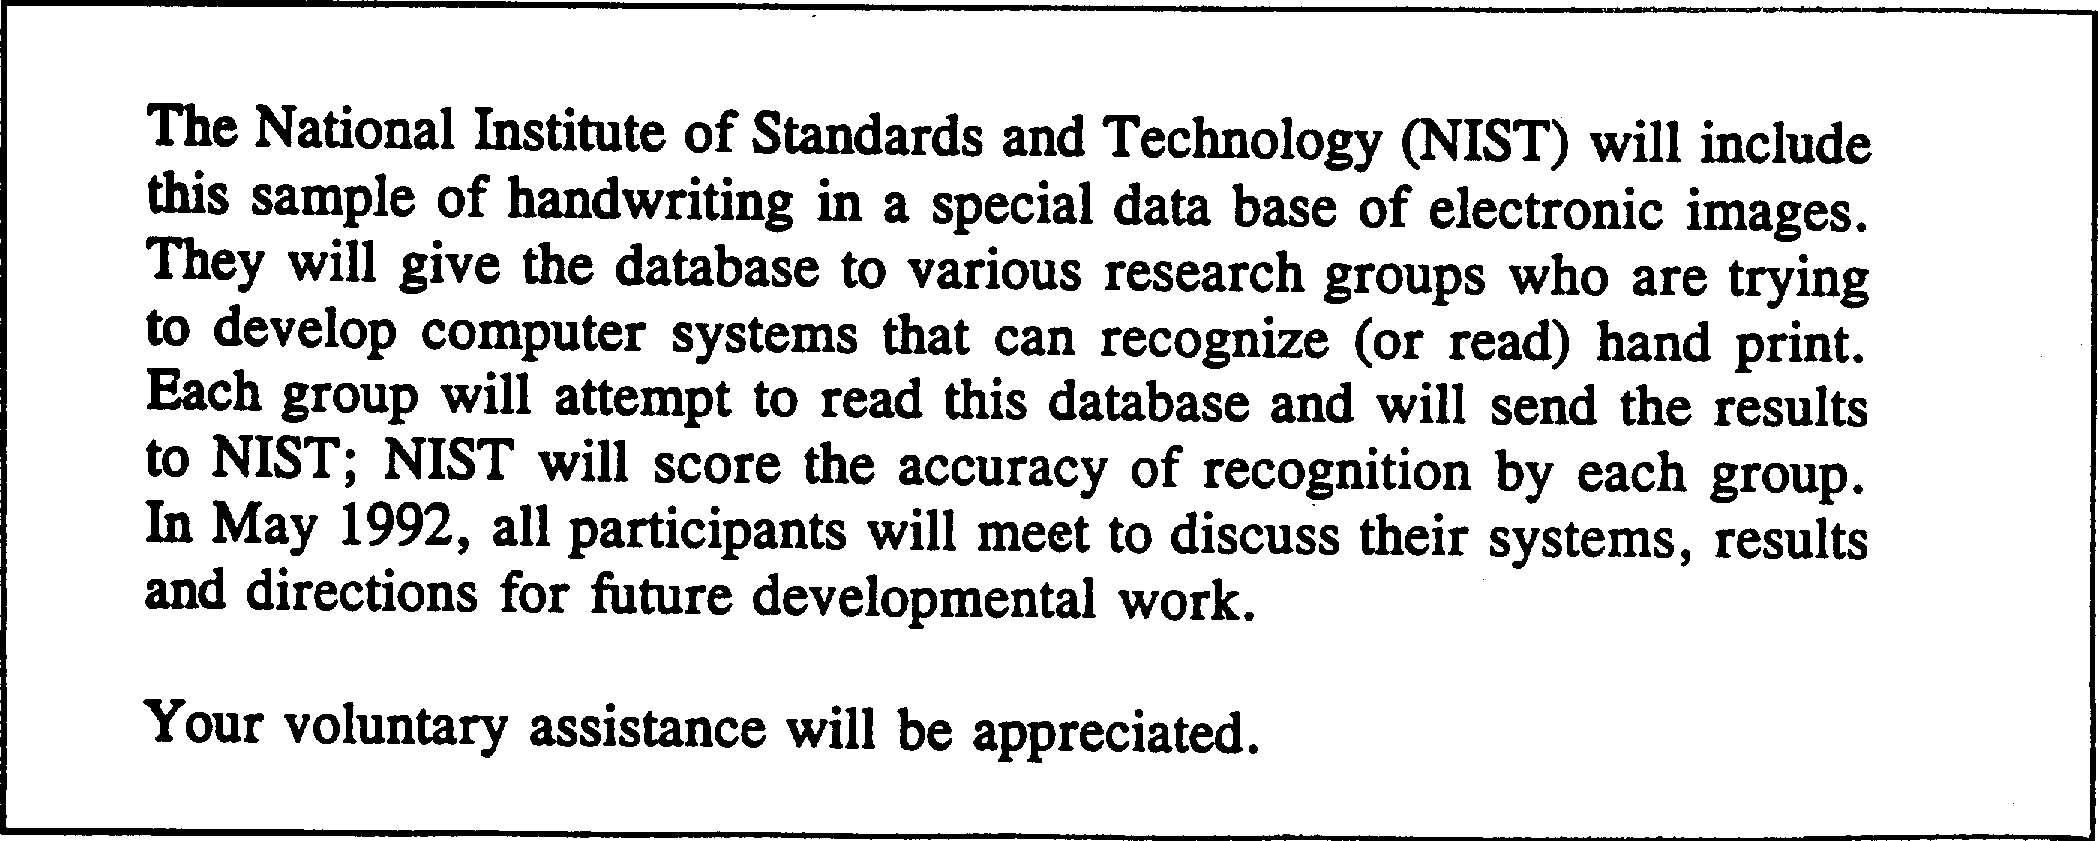 The National Institute of Standards and Technology (NIST) will include
this sample of handwriting in a special data base of electronic images.
They will give the database to various research groups who are trying
to develop computer systems that can recognize (or read) hand print.
Each group will attempt to read this database and will send the results
to NIST; NIST will score the accuracy of recognition by each group.
In May 1992, all participants will meet to discuss their systems, results
and directions for future developmental work.
Your voluntary assistance will be appreciated.